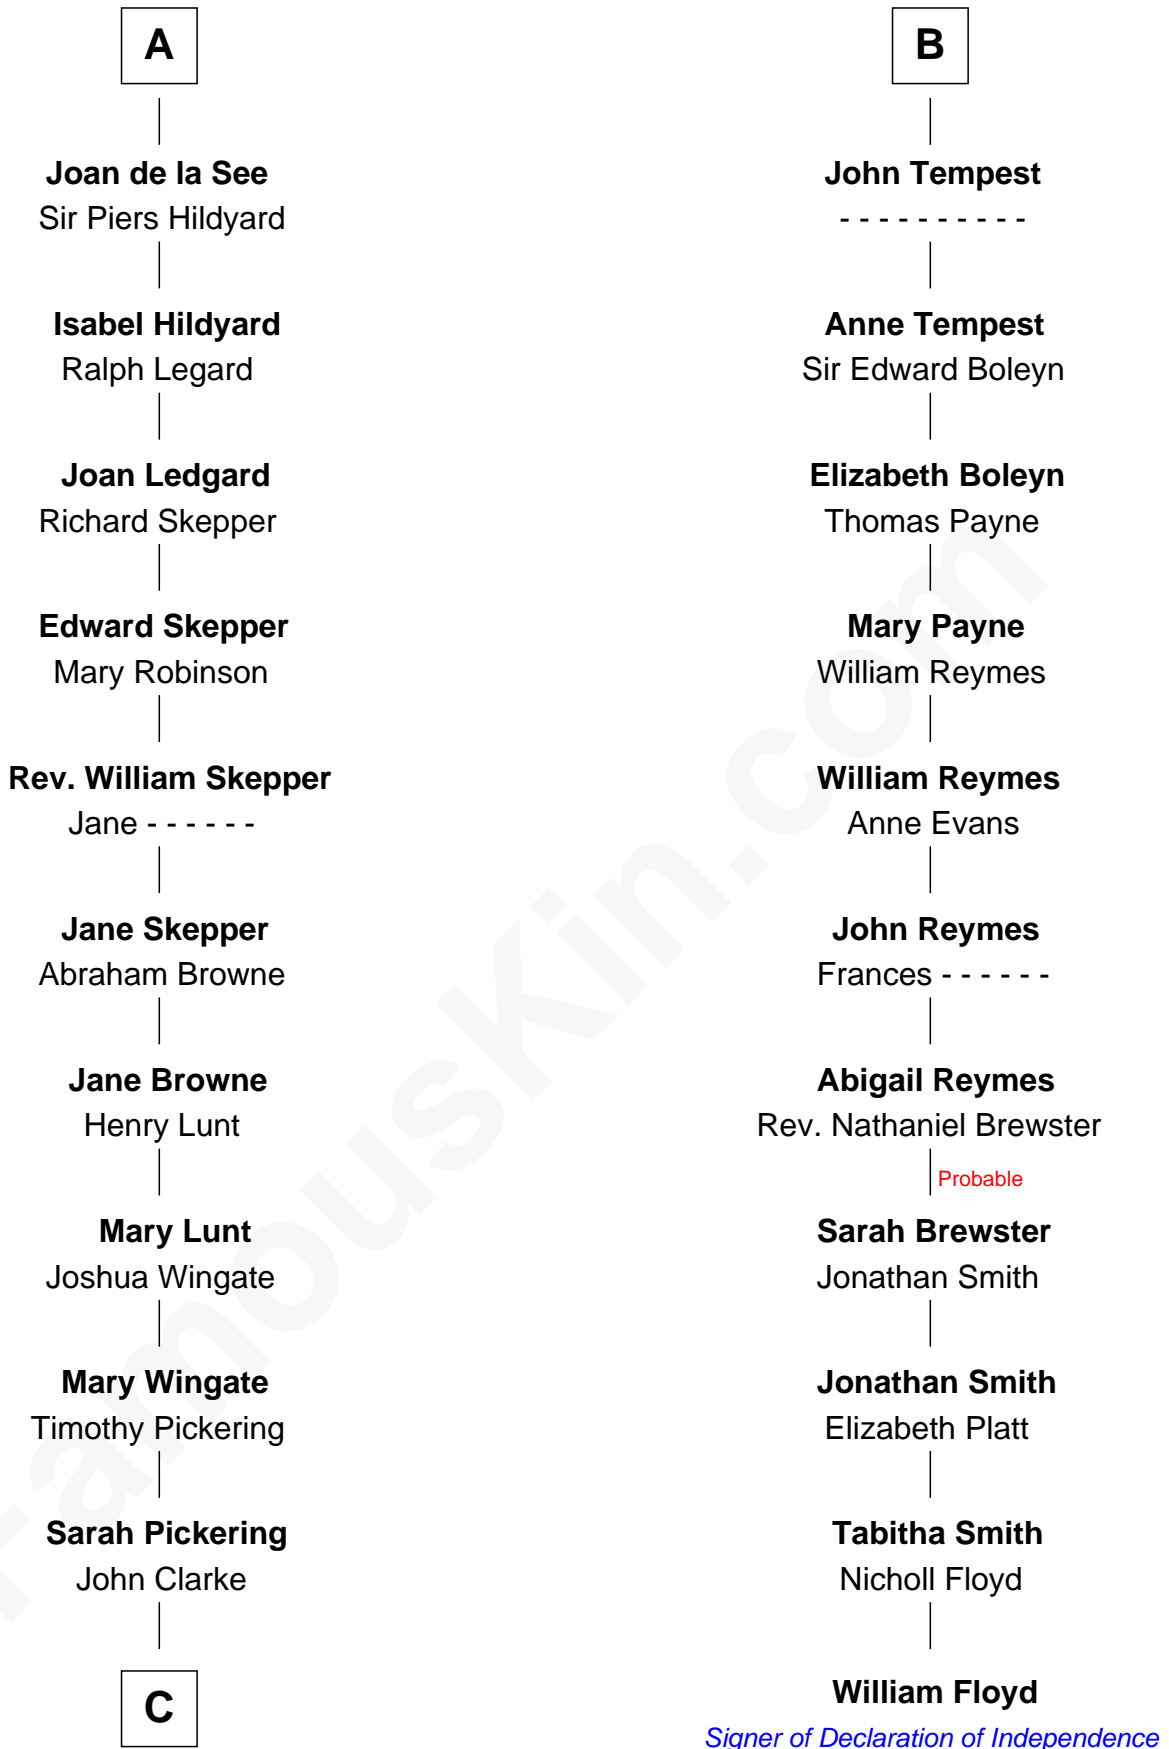 A
Joan de la See
Sir Piers Hildyard
Isabel Hildyard
Ralph Legard
Joan Ledgard
Richard Skepper
Edward Skepper
Mary Robinson
Rev. William Skepper
Jane - - - - - -
Jane Skepper
Abraham Browne
Jane Browne
Henry Lunt
Mary Lunt
Joshua Wingate
Mary Wingate
Timothy Pickering
Sarah Pickering
John Clarke
C
B
John Tempest
- - - - - - - - - -
Anne Tempest
Sir Edward Boleyn
Elizabeth Boleyn
Thomas Payne
Mary Payne
William Reymes
William Reymes
Anne Evans
John Reymes
Frances - - - - - -
Abigail Reymes
Rev. Nathaniel Brewster
Probable
Sarah Brewster
Jonathan Smith
Jonathan Smith
Elizabeth Platt
Tabitha Smith
Nicholl Floyd
William Floyd
Signer of Declaration of Independence
FamousKin.com